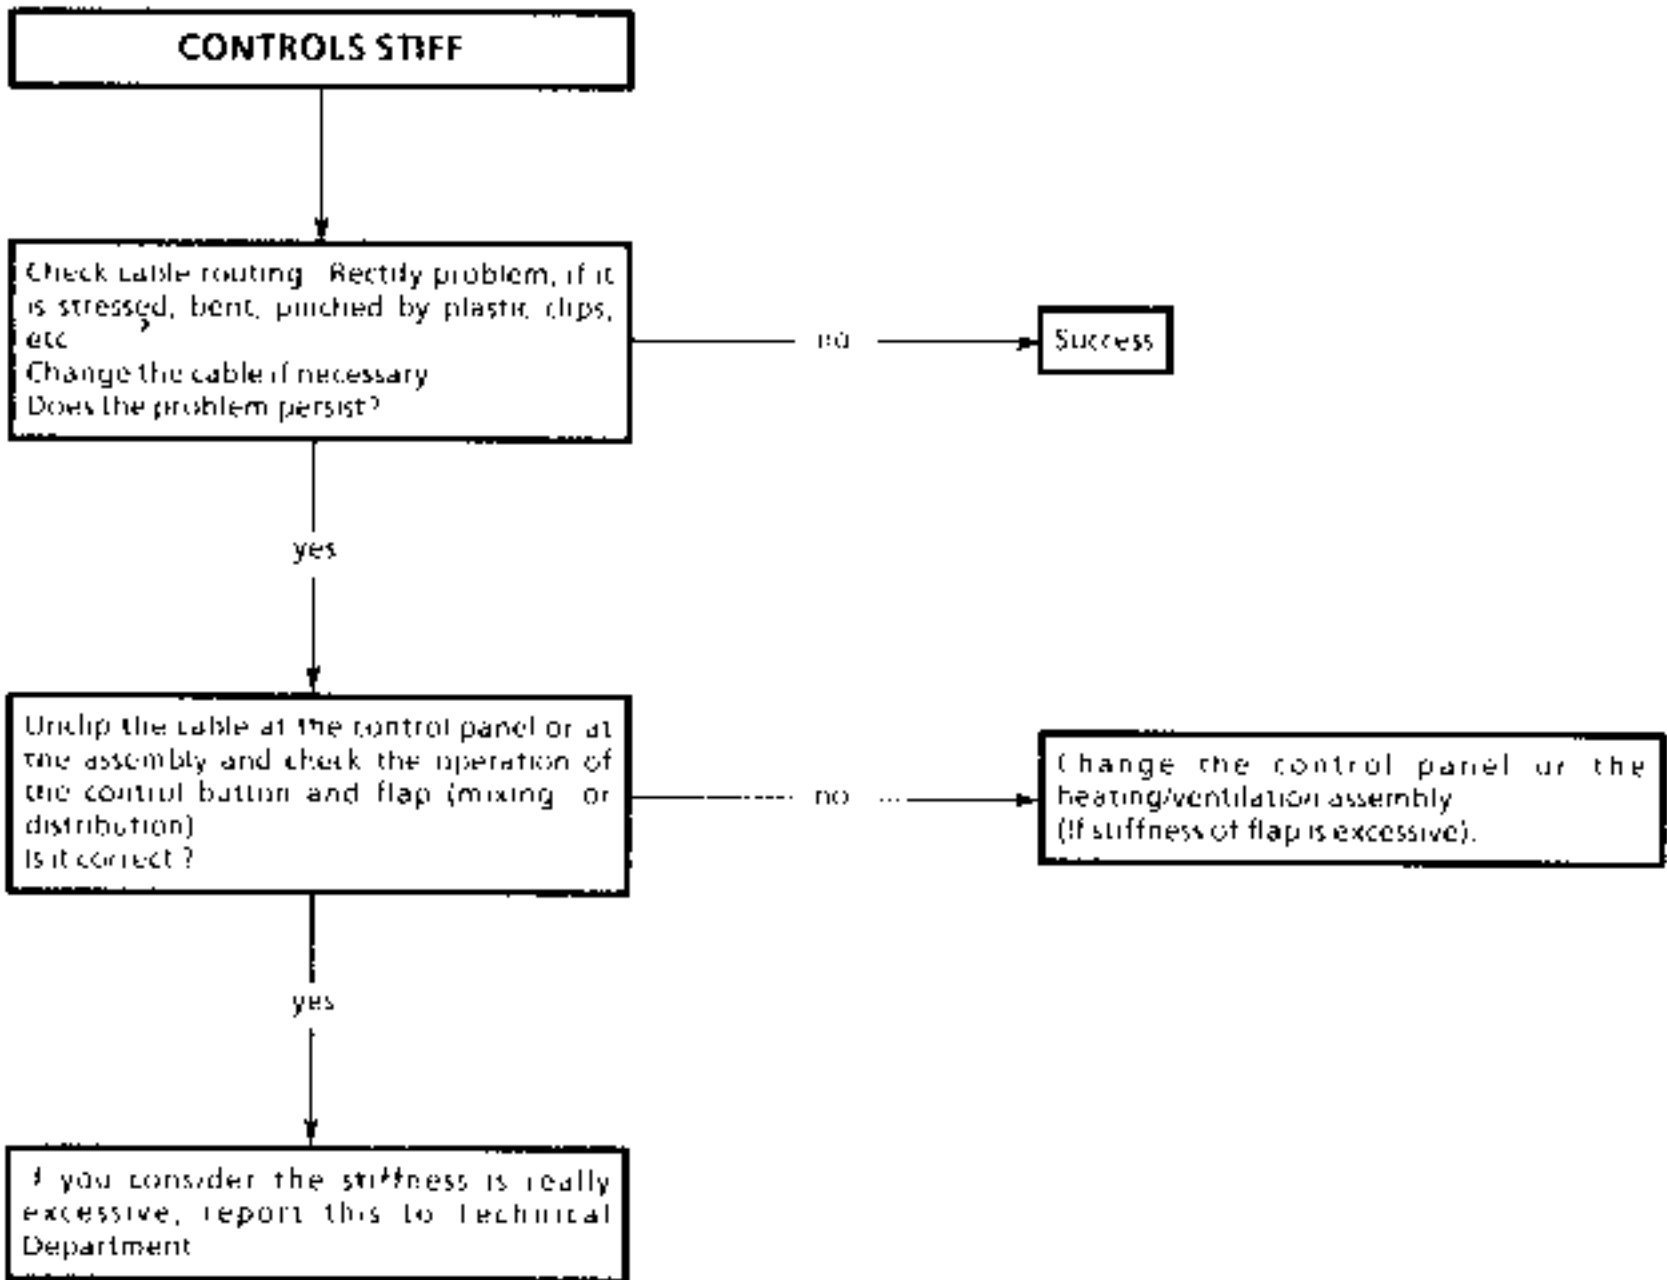 CONTROLS STIFF
Check cable routing Rectify problem, if it
is stressed, bent, pinched by plastic clips,
etc
Change the cable if necessary
Does the problem persist?
no
Success
yes
Unclip the cable at the control panel or at
the assembly and check the operation of
the control button and flap (mixing or
distribution)
Is it correct ?
no
Change the control panel or the
heating/ventilation assembly
(If stiffness of flap is excessive).
yes
If you consider the stiffness is really
excessive, report this to Technical
Department